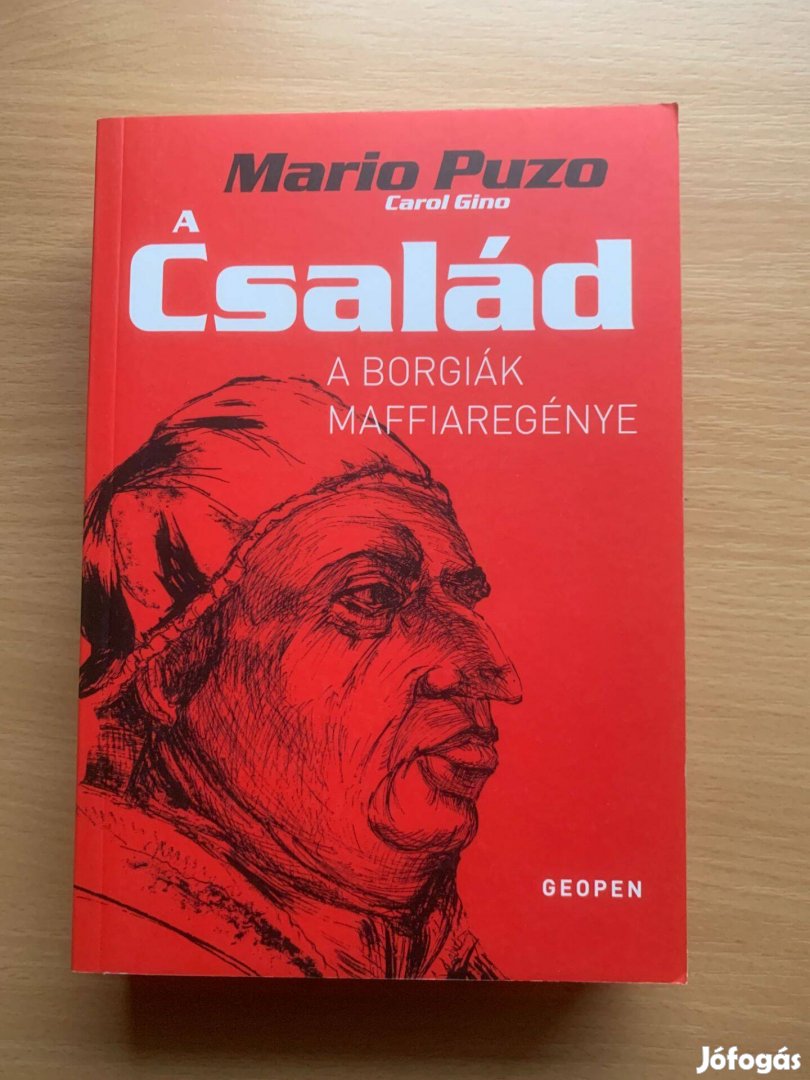 Mario Puzo
Carol Gino
A
Család
A BORGIÁK
MAFFIAREGÉNYE
GEOPEN
Jófogás